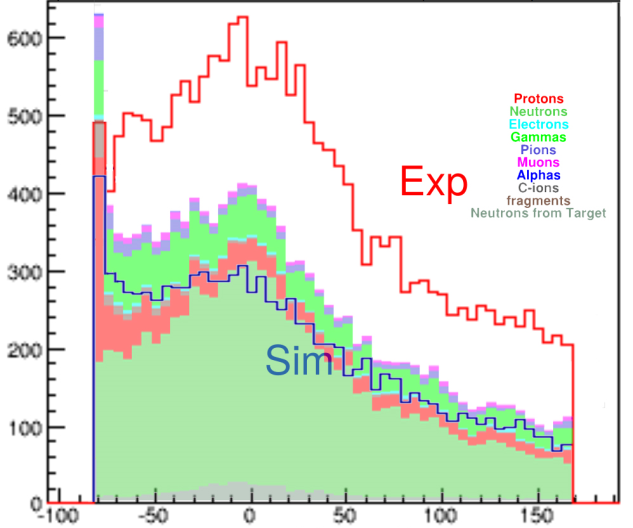 600
500
400
300
200
100
0
-100
-50
0
50
100
150
Exp
Sim
Protons
Neutrons
Electrons
Gammas
Pions
Muons
Alphas
C-ions
fragments
Neutrons from Target